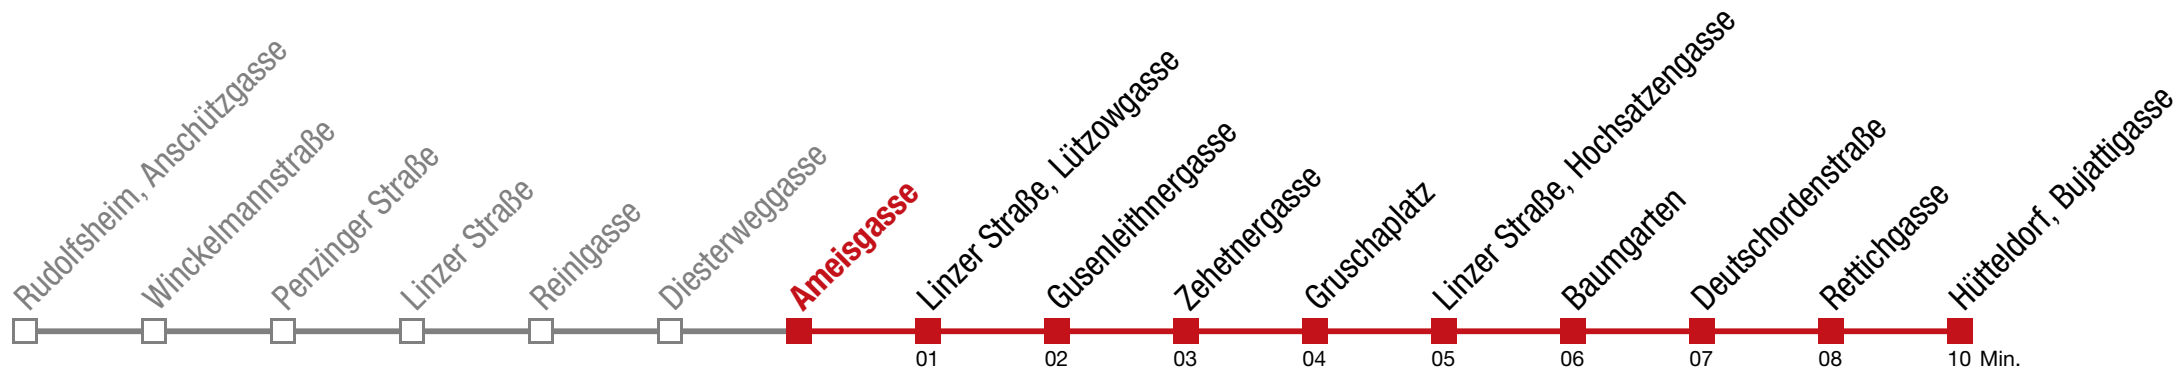 Rudolfsheim, Anschützgasse
Winckelmannstraße
Penzinger Straße
Linzer Straße
Reinlgasse
Diesterweggasse
Ameisgasse
Linzer Straße, Lützowgasse
Gusenleithnergasse
Zehetnergasse
Gruschaplatz
Linzer Straße, Hochsatzengasse
Baumgarten
Deutschordenstraße
Rettichgasse
Hütteldorf, Bujattigasse
01 02 03 04 05 06 07 08 10 Min.